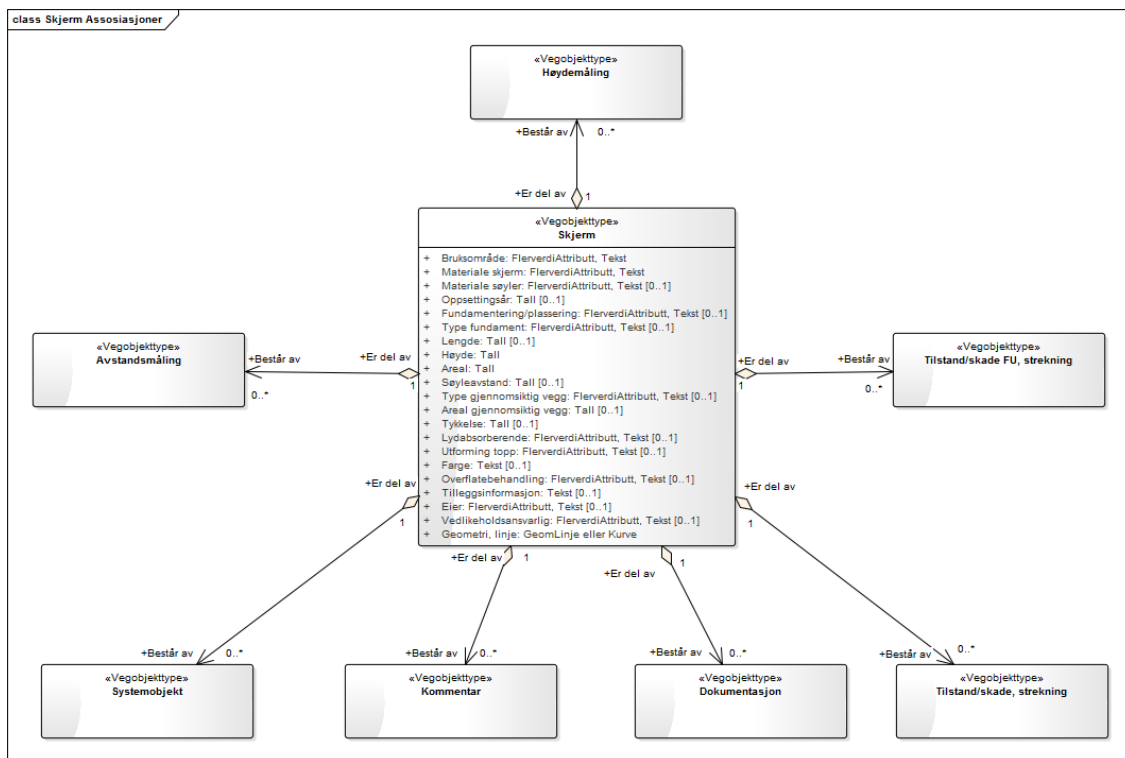 class Skjerm Assosiasjoner
«Vegobjekttype»
Høydemåling
+Består av
0..*
+Er del av
1
«Vegobjekttype»
Skjerm
+ Bruksområde: FlerverdiAttributt, Tekst
+ Materiale skjerm: FlerverdiAttributt, Tekst
+ Materiale søyler: FlerverdiAttributt, Tekst [0..1]
+ Oppsettingsår: Tall [0..1]
+ Fundamentering/plassering: FlerverdiAttributt, Tekst [0..1]
+ Type fundament: FlerverdiAttributt, Tekst [0..1]
+ Lengde: Tall [0..1]
+ Høyde: Tall
+ Areal: Tall
+ Søyleavstand: Tall [0..1]
+ Type gjennomsiktig vegg: FlerverdiAttributt, Tekst [0..1]
+ Areal gjennomsiktig vegg: Tall [0..1]
+ Tykkelse: Tall [0..1]
+ Lydabsorberende: FlerverdiAttributt, Tekst [0..1]
+ Utforming topp: FlerverdiAttributt, Tekst [0..1]
+ Farge: Tekst [0..1]
+ Overflatebehandling: FlerverdiAttributt, Tekst [0..1]
+ Tilleggsinformasjon: Tekst [0..1]
+ Eier: FlerverdiAttributt, Tekst [0..1]
+ Vedlikeholdsansvarlig: FlerverdiAttributt, Tekst [0..1]
+ Geometri, linje: GeomLinje eller Kurve
«Vegobjekttype»
Avstandsmåling
+Består av
0..*
+Er del av
1
+Er del av
1
+Består av
0..*
«Vegobjekttype»
Tilstand/skade FU, strekning
+Er del av
1
+Består av
0..*
«Vegobjekttype»
Systemobjekt
+Er del av
1
+Består av
0..*
«Vegobjekttype»
Kommentar
+Er del av
1
+Består av
0..*
«Vegobjekttype»
Dokumentasjon
+Er del av
1
+Består av
0..*
«Vegobjekttype»
Tilstand/skade, strekning